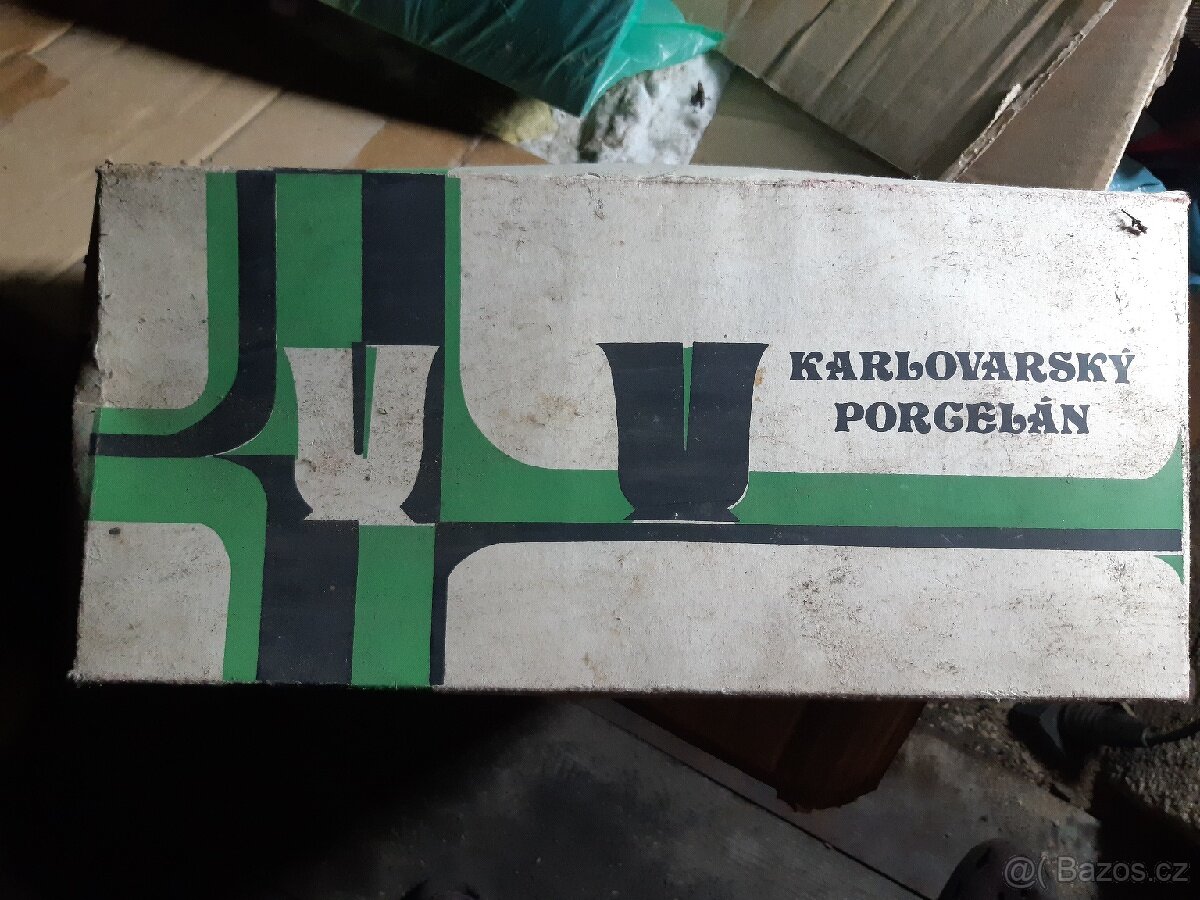 KARLOVARSKÝ
PORCELÁN
@( Bazos.cz